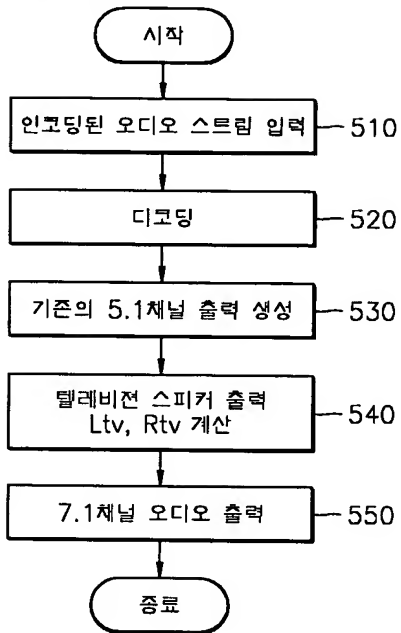 시작
인코딩된 오디오 스트림 입력
510
디코딩
520
기존의 5.1채널 출력 생성
530
텔레비젼 스피커 출력
Ltv, Rtv 계산
540
7.1채널 오디오 출력
550
종료